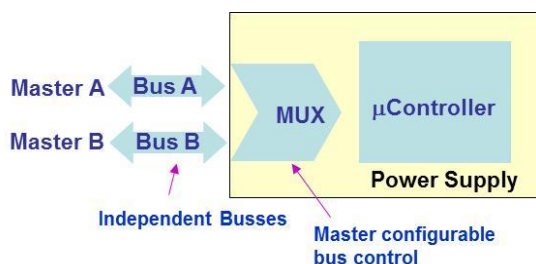 Master A
Bus A
Master B
Bus B
MUX
μController
Power Supply
Independent Busses
Master configurable
bus control